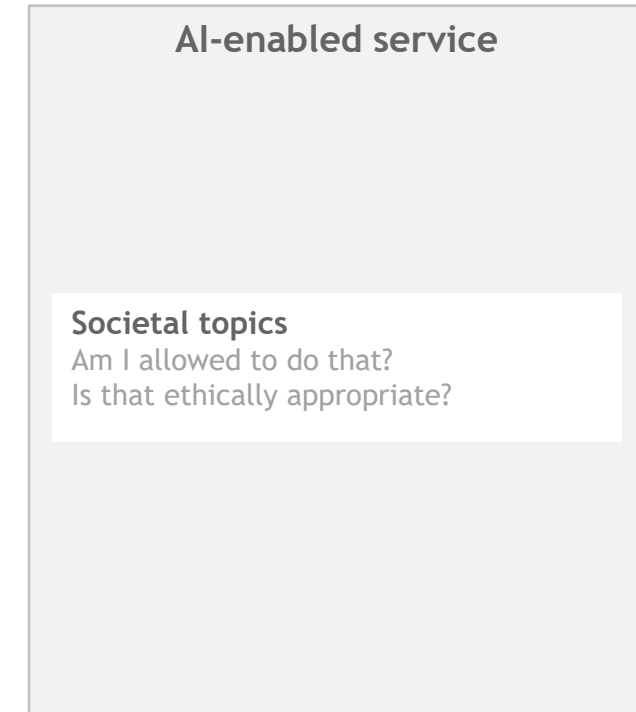 AI-enabled service
Societal topics
Am I allowed to do that?
Is that ethically appropriate?